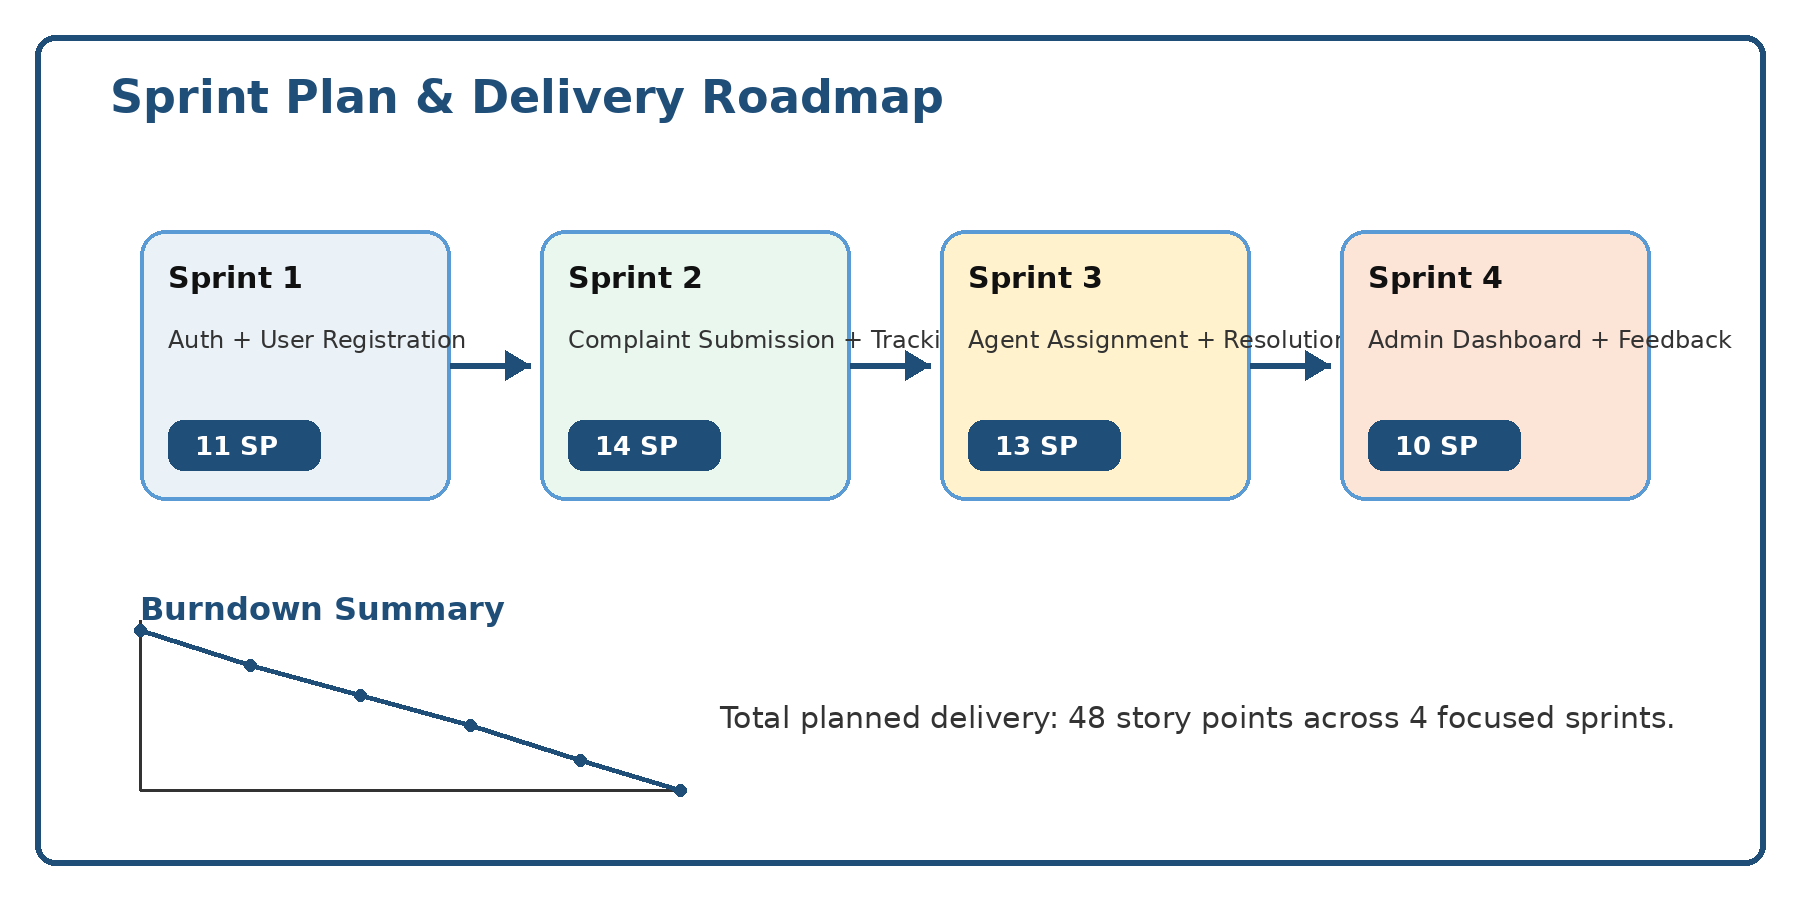 Sprint Plan & Delivery Roadmap
Sprint 1
Auth + User Registration
11 SP
Sprint 2
Complaint Submission + Tracki
14 SP
Sprint 3
Agent Assignment + Resolution
13 SP
Sprint 4
Admin Dashboard + Feedback
10 SP
Burndown Summary
Total planned delivery: 48 story points across 4 focused sprints.